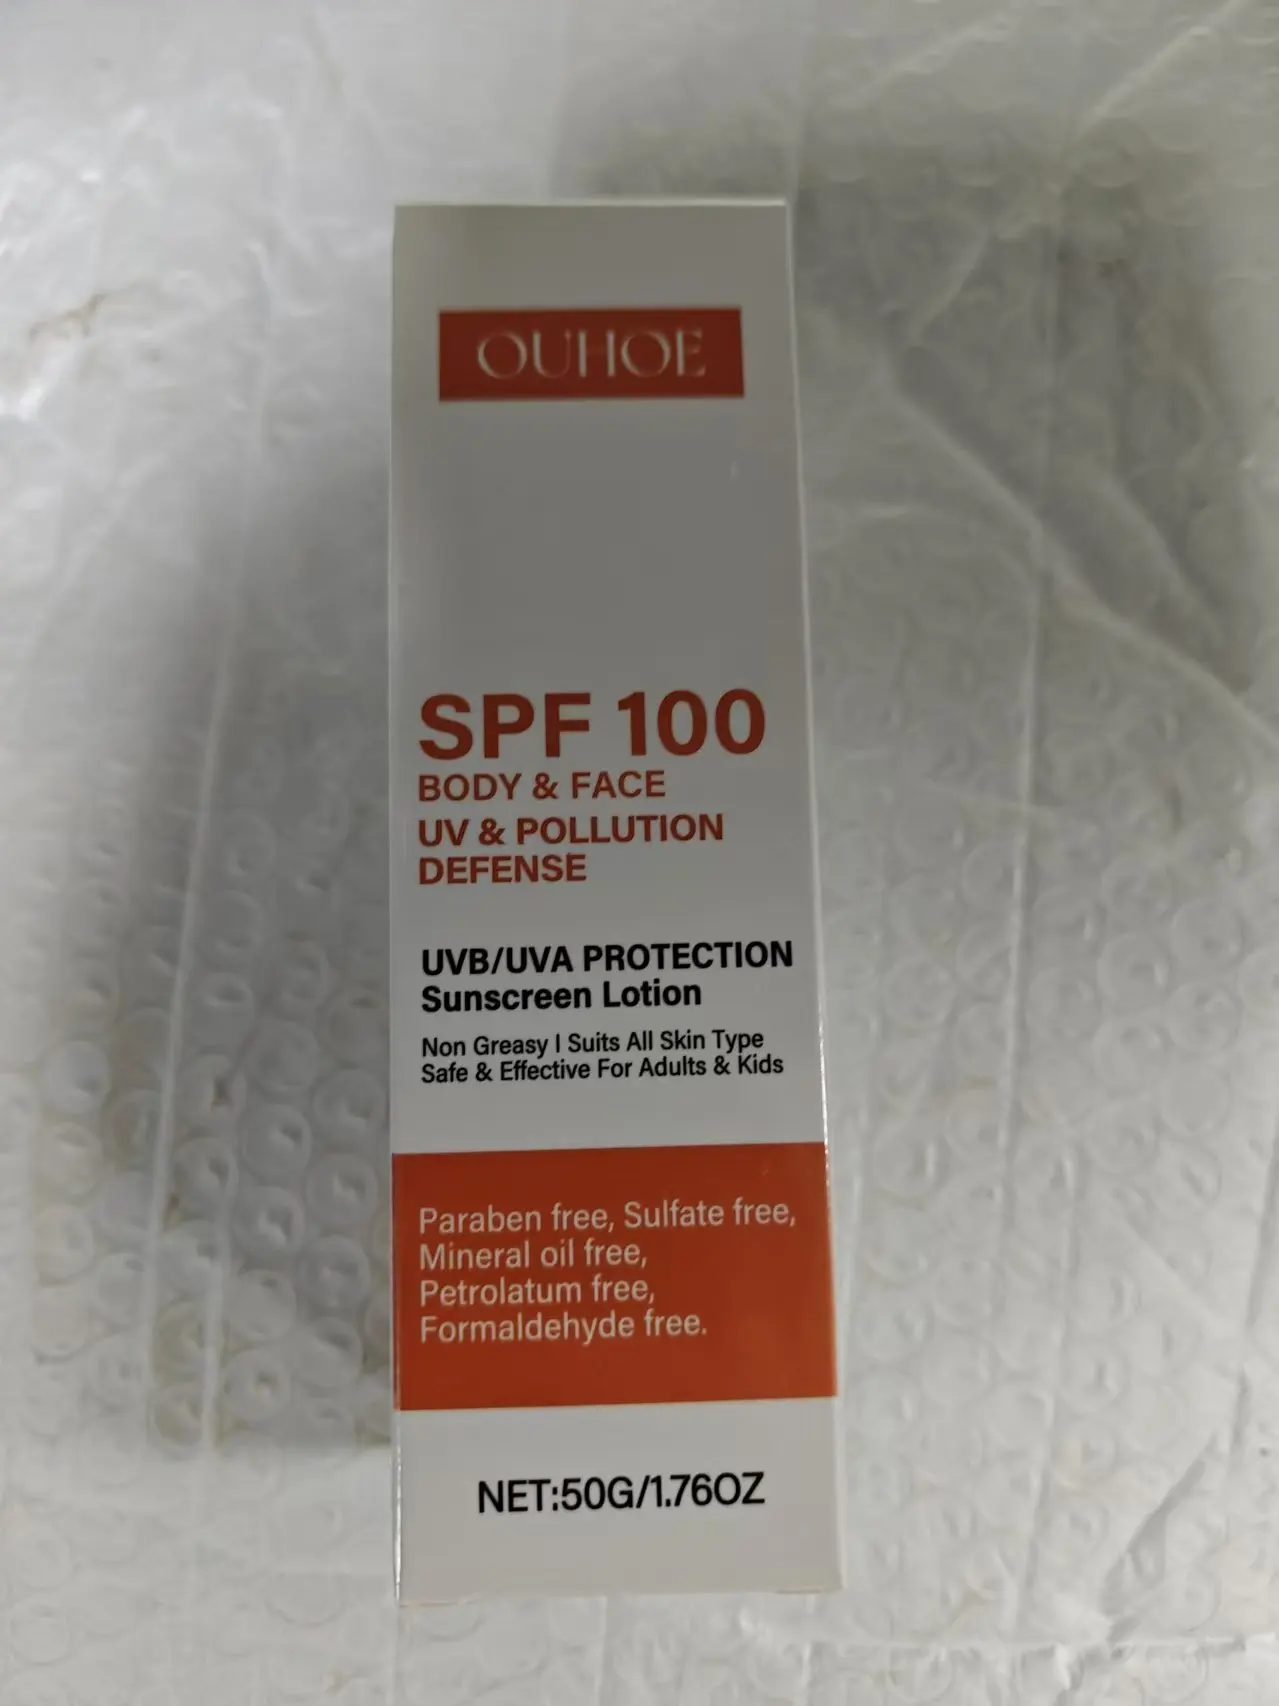 OUHOE
SPF 100
BODY & FACE
UV & POLLUTION
DEFENSE
UVB/UVA PROTECTION
Sunscreen Lotion
Non Greasy I Suits All Skin Type
Safe & Effective For Adults & Kids
Paraben free, Sulfate free,
Mineral oil free,
Petrolatum free,
Formaldehyde free.
NET:50G/1.76OZ